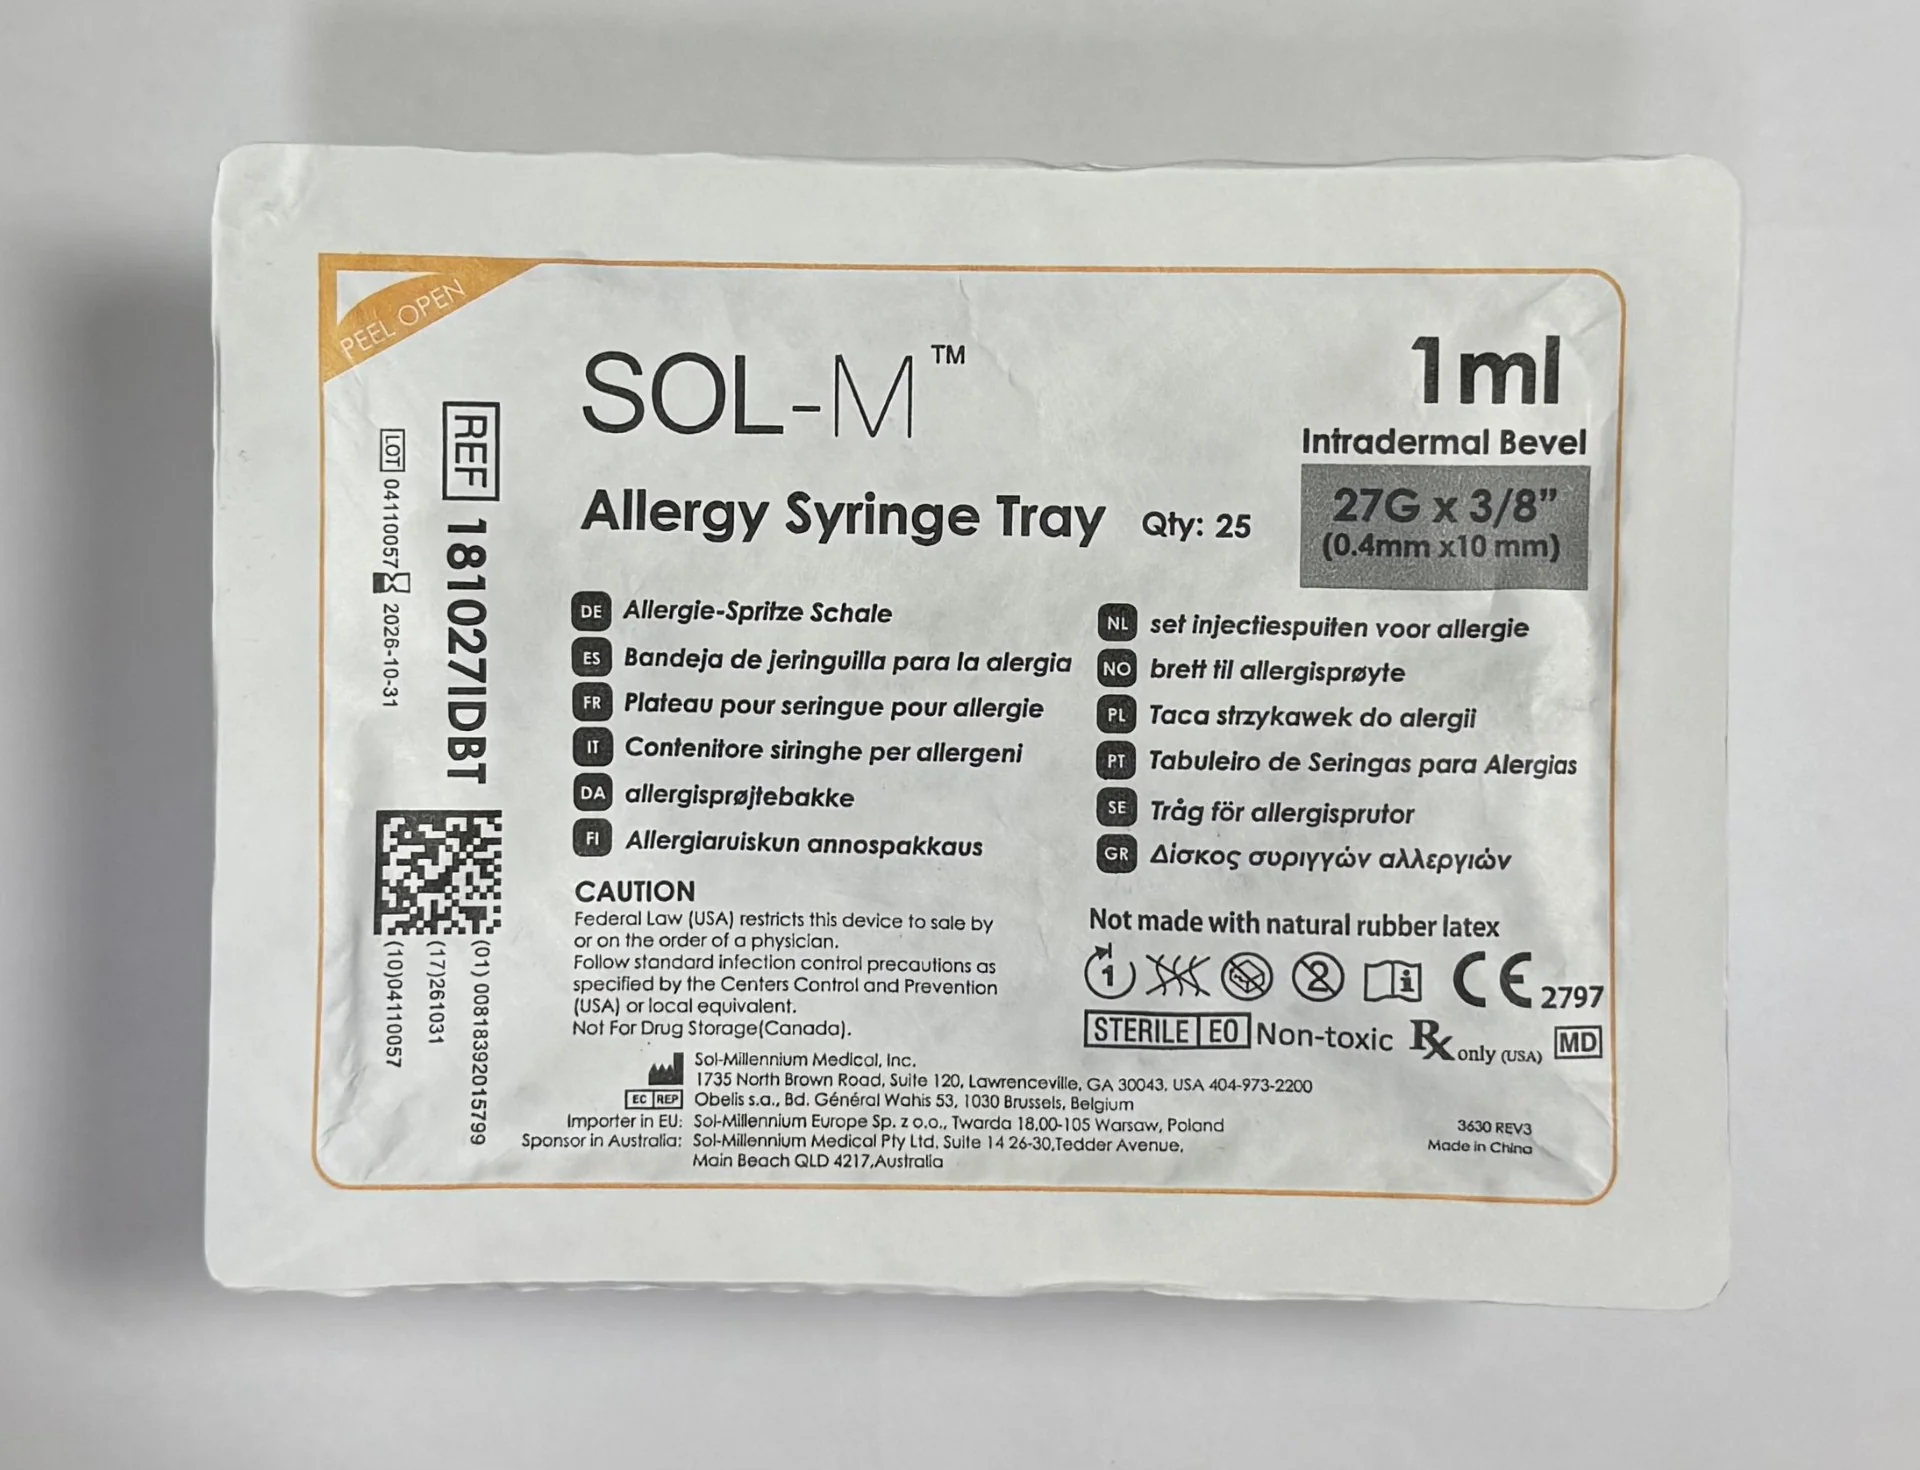 PEEL OPEN
SOL-M™
1ml
Intradermal Bevel
27G x 3/8”
(0.4mm x10 mm)
Allergy Syringe Tray Qty: 25
REF 181027IDBT
LOT 04110057 2026-10-31
(01) 00818392015799
(17)261031
(10)04110057
DE Allergie-Spritze Schale
ES Bandeja de jeringuilla para la alergia
FR Plateau pour seringue pour allergie
IT Contenitore siringhe per allergeni
DA allergisprøjtebakke
FI Allergiaruiskun annospakkaus
NL set injectiespuiten voor allergie
NO brett til allergisprøyte
PL Taca strzykawek do alergii
PT Tabuleiro de Seringas para Alergias
SE Tråg för allergisprutor
GR Δίσκος συριγγών αλλεργιών
CAUTION
Federal Law (USA) restricts this device to sale by
or on the order of a physician.
Follow standard infection control precautions as
specified by the Centers Control and Prevention
(USA) or local equivalent.
Not For Drug Storage(Canada).
Not made with natural rubber latex
1 2 i CE 2797
STERILE EO Non-toxic Rx only (USA) MD
Sol-Millennium Medical, Inc.
1735 North Brown Road, Suite 120, Lawrenceville, GA 30043, USA 404-973-2200
EC REP Obelis s.a., Bd. Général Wahis 53, 1030 Brussels, Belgium
Importer in EU: Sol-Millennium Europe Sp. z o.o., Twarda 18,00-105 Warsaw, Poland
Sponsor in Australia: Sol-Millennium Medical Pty Ltd, Suite 14 26-30,Tedder Avenue,
Main Beach QLD 4217,Australia
3630 REV3
Made in China